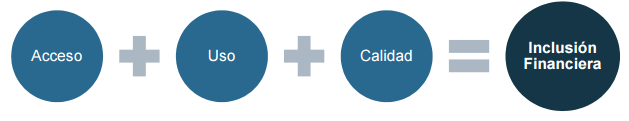 Acceso
Uso
Calidad
Inclusión
Financiera